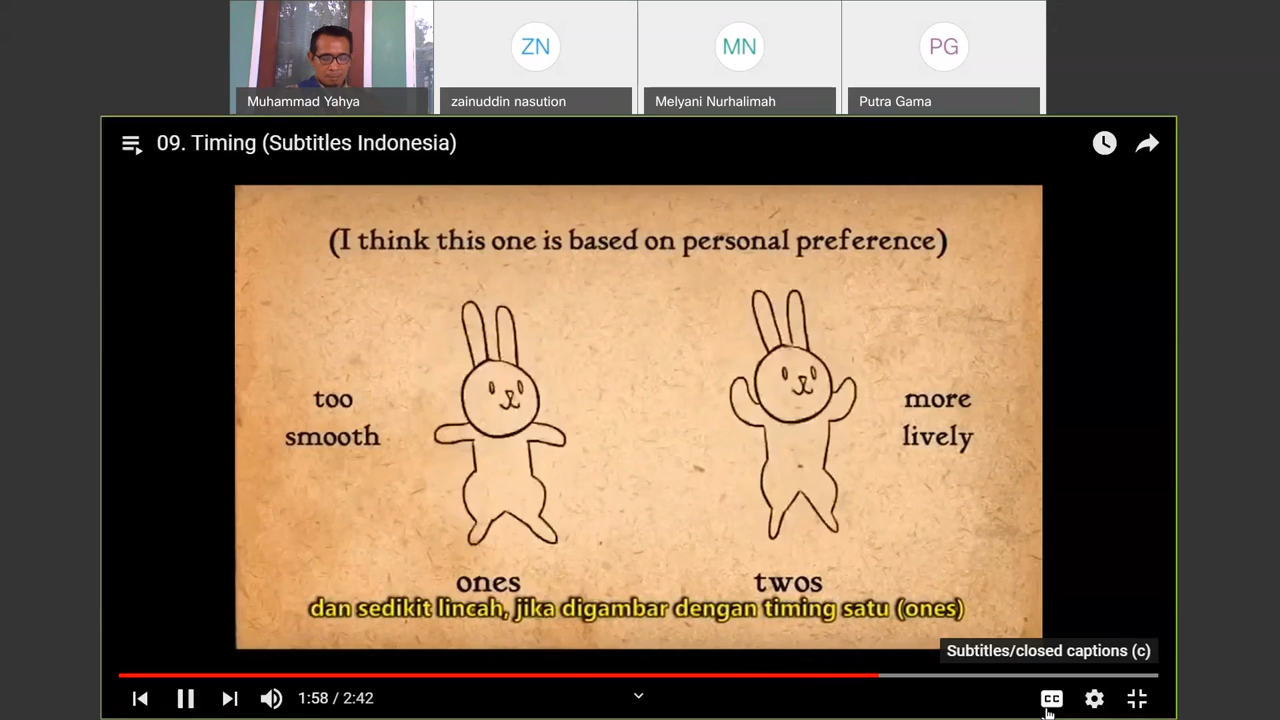 ZN
MN
PG
Muhammad Yahya
zainuddin nasution
Melyani Nurhalimah
Putra Gama
09. Timing (Subtitles Indonesia)
(I think this one is based on personal preference)
too
smooth
more
lively
ones
twos
dan sedikit lincah, jika digambar dengan timing satu (ones)
Subtitles/closed captions (c)
1:58 / 2:42
CC